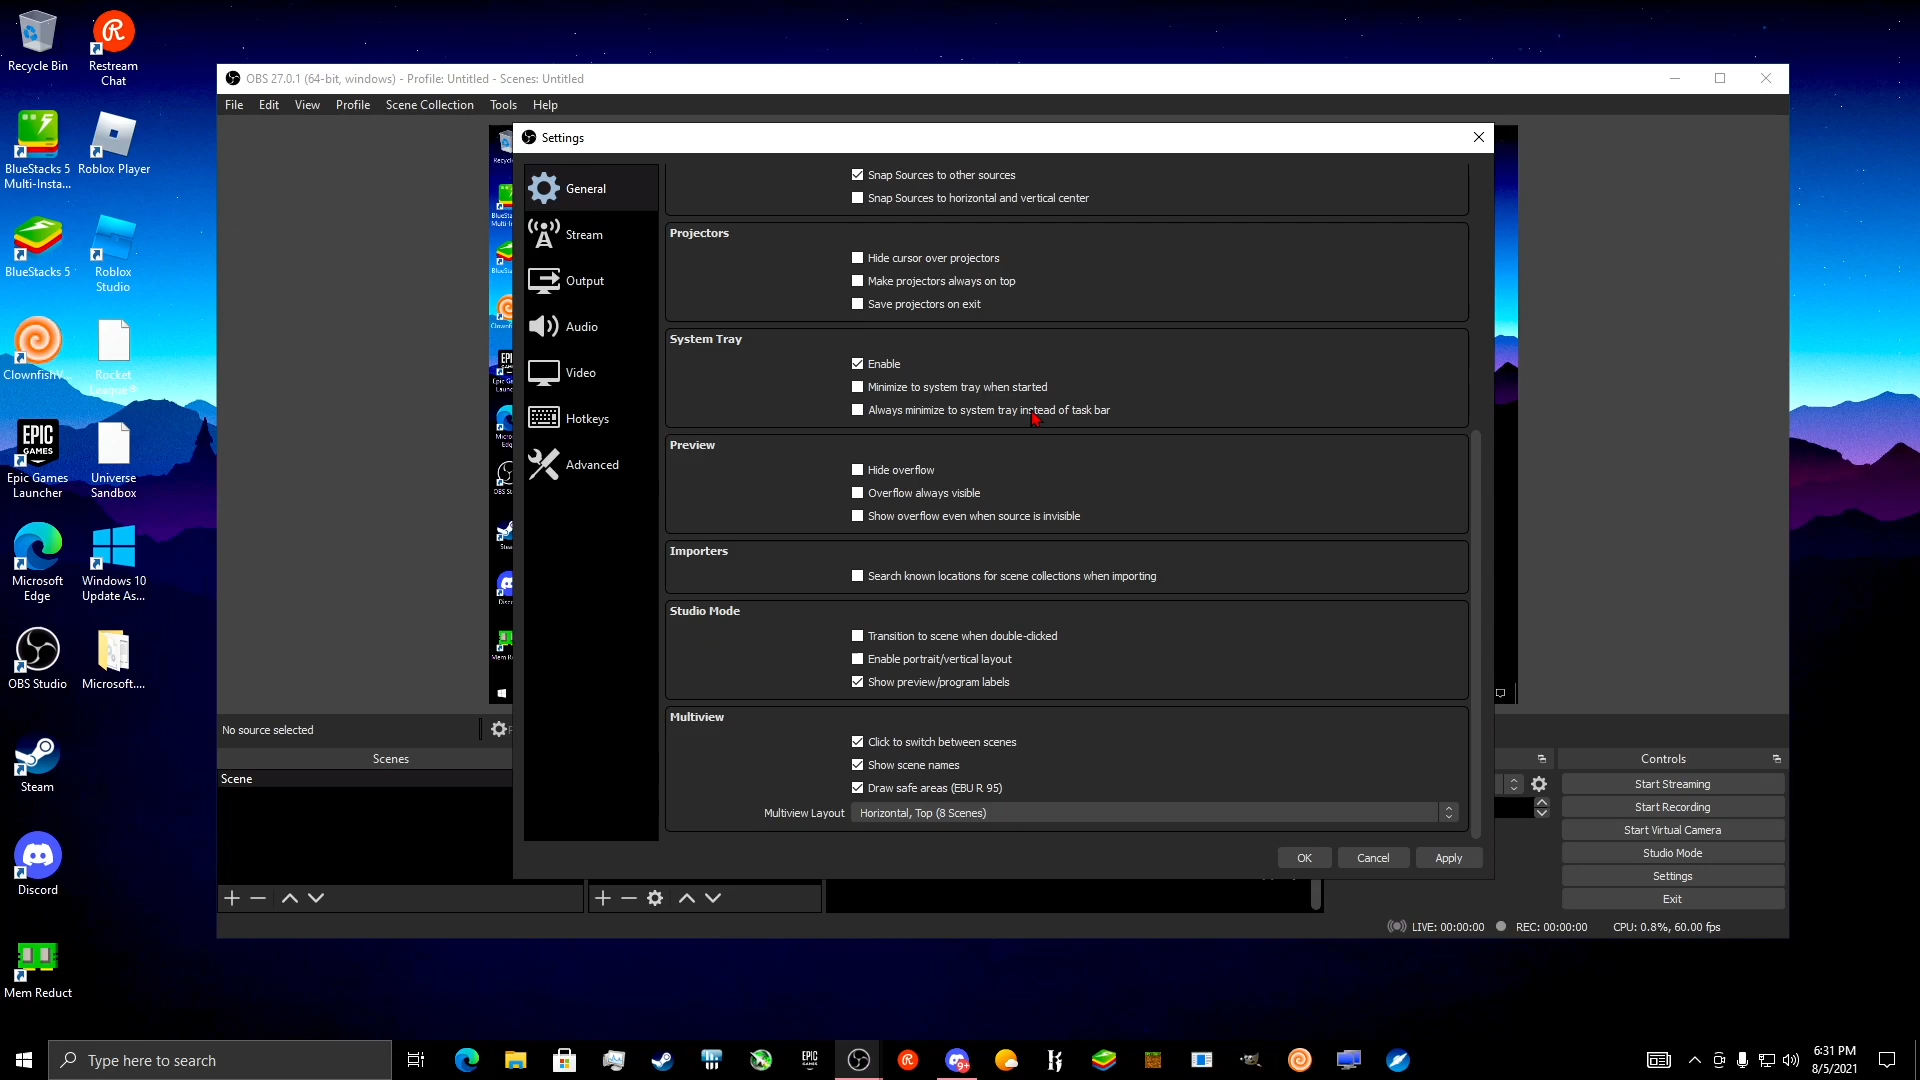 Recycle Bin
Restream
Chat
BlueStacks 5
Multi-Insta...
Roblox Player
BlueStacks 5
Roblox
Studio
ClownfishV...
Rocket
League®
EPIC
GAMES
Epic Games
Launcher
Universe
Sandbox
Microsoft
Edge
Windows 10
Update As...
OBS Studio
Microsoft....
Steam
Discord
Mem Reduct
OBS 27.0.1 (64-bit, windows) - Profile: Untitled - Scenes: Untitled
File Edit View Profile Scene Collection Tools Help
Settings
General
Stream
Output
Audio
Video
Hotkeys
Advanced
Snap Sources to other sources
Snap Sources to horizontal and vertical center
Projectors
Hide cursor over projectors
Make projectors always on top
Save projectors on exit
System Tray
Enable
Minimize to system tray when started
Always minimize to system tray instead of task bar
Preview
Hide overflow
Overflow always visible
Show overflow even when source is invisible
Importers
Search known locations for scene collections when importing
Studio Mode
Transition to scene when double-clicked
Enable portrait/vertical layout
Show preview/program labels
Multiview
Click to switch between scenes
Show scene names
Draw safe areas (EBU R 95)
Multiview Layout Horizontal, Top (8 Scenes)
OK Cancel Apply
No source selected
Scenes
Scene
Controls
Start Streaming
Start Recording
Start Virtual Camera
Studio Mode
Settings
Exit
LIVE: 00:00:00 REC: 00:00:00 CPU: 0.8%, 60.00 fps
Type here to search
EPIC
9+
6:31 PM
8/5/2021